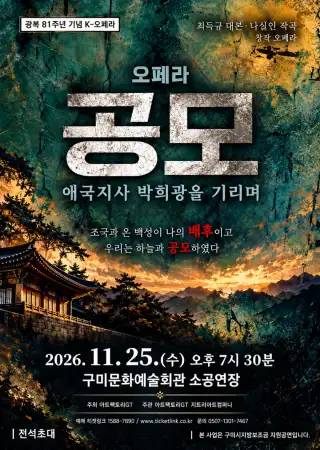 광복 81주년 기념 K-오페라
최득규 대본· 나실인 작곡
창작 오페라
오페라
공모
애국지사 박희광을 기리며
조국과 온 백성이 나의 배후이고
우리는 하늘과 공모하였다
2026. 11. 25.(수) 오후 7시 30분
구미문화예술회관 소공연장
주최 아트팩토리GT 주관 아트팩토리GT 지트리아트컴퍼니
예매 티켓링크 1588-7890 / www.ticketlink.co.kr 문의 0507-1301-7467
| 전석초대
| 본 사업은 구미시지방보조금 지원공연입니다.